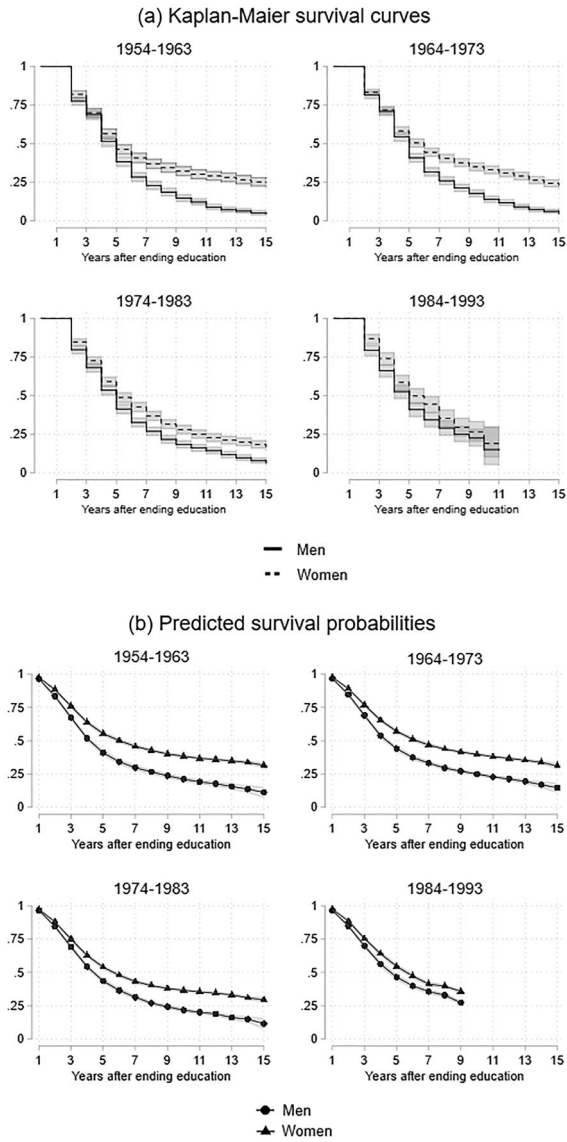 (a) Kaplan-Maier survival curves
1954-1963
1
.75
.5
.25
0
1 3 5 7 9 11 13 15
Years after ending education
1964-1973
1
.75
.5
.25
0
1 3 5 7 9 11 13 15
Years after ending education
1974-1983
1
.75
.5
.25
0
1 3 5 7 9 11 13 15
Years after ending education
1984-1993
1
.75
.5
.25
0
1 3 5 7 9 11 13 15
Years after ending education
Men
Women
(b) Predicted survival probabilities
1954-1963
1
.75
.5
.25
0
1 3 5 7 9 11 13 15
Years after ending education
1964-1973
1
.75
.5
.25
0
1 3 5 7 9 11 13 15
Years after ending education
1974-1983
1
.75
.5
.25
0
1 3 5 7 9 11 13 15
Years after ending education
1984-1993
1
.75
.5
.25
0
1 3 5 7 9 11 13 15
Years after ending education
Men
Women